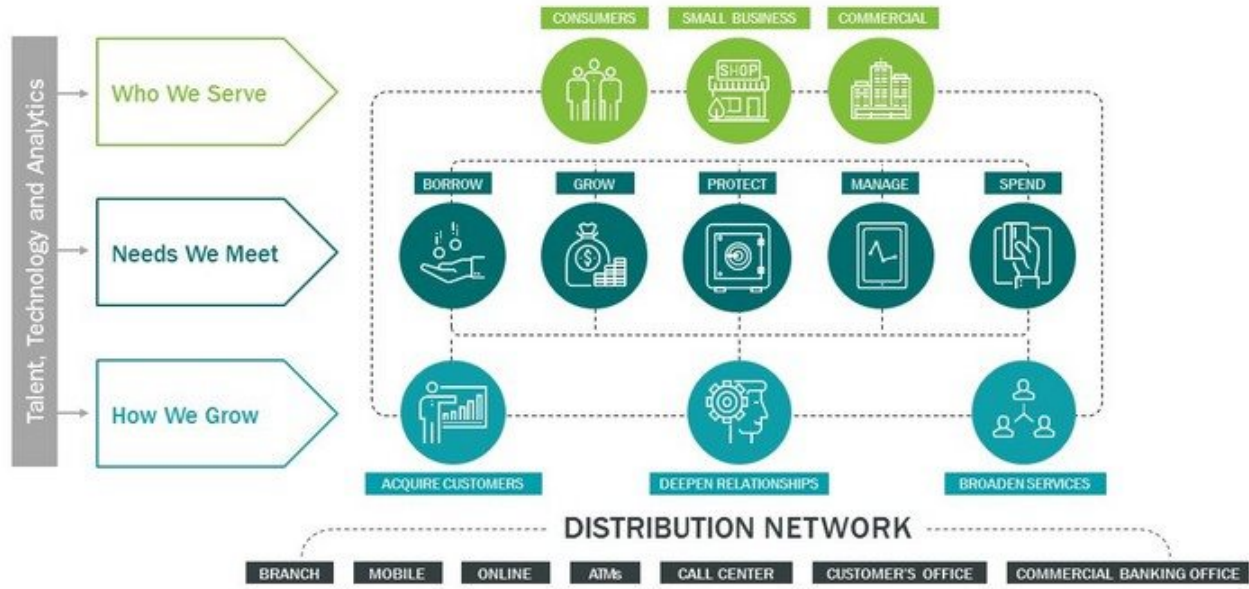 Talent, Technology and Analytics
CONSUMERS
SMALL BUSINESS
COMMERCIAL
Who We Serve
SHOP
BORROW
GROW
PROTECT
MANAGE
SPEND
Needs We Meet
$
How We Grow
ACQUIRE CUSTOMERS
DEEPEN RELATIONSHIPS
BROADEN SERVICES
DISTRIBUTION NETWORK
BRANCH
MOBILE
ONLINE
ATMs
CALL CENTER
CUSTOMER'S OFFICE
COMMERCIAL BANKING OFFICE